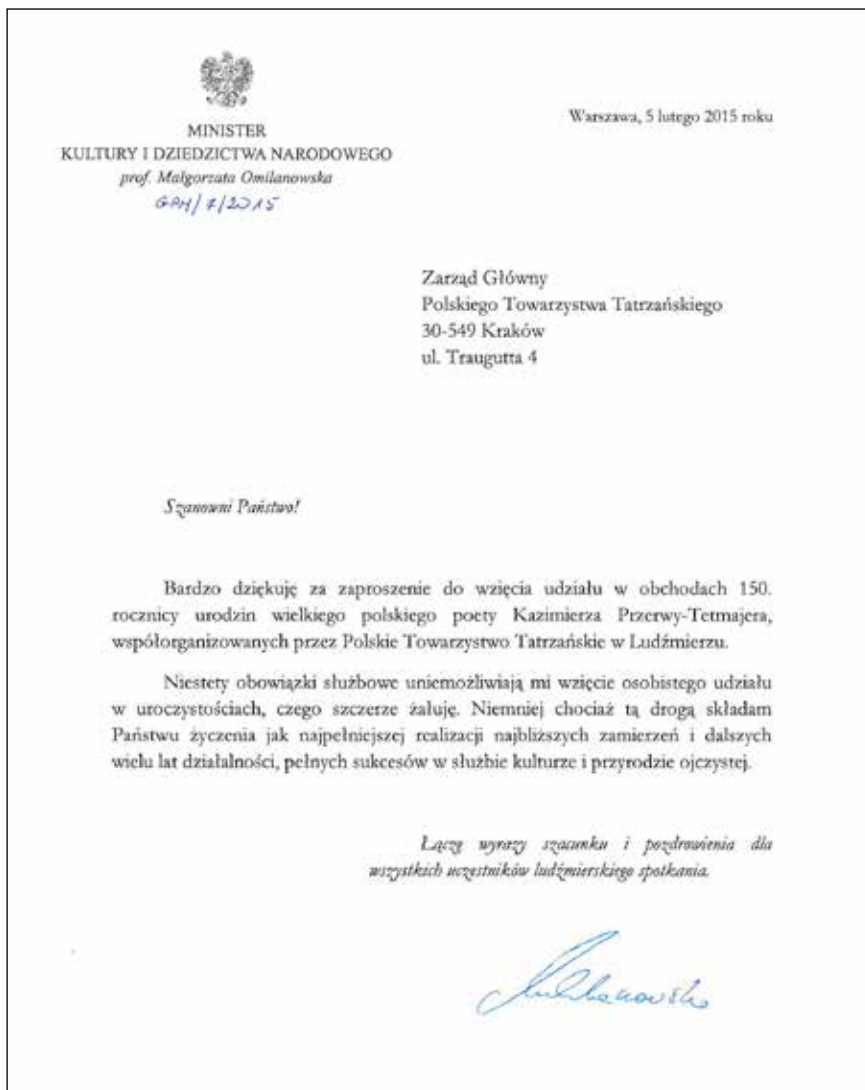 MINISTER
KULTURY I DZIEDZICTWA NARODOWEGO
prof. Małgorzata Omilanowska
GPM/7/2015
Warszawa, 5 lutego 2015 roku
Zarząd Główny
Polskiego Towarzystwa Tatrzańskiego
30-549 Kraków
ul. Traugutta 4
Szanowni Państwo!
Bardzo dziękuję za zaproszenie do wzięcia udziału w obchodach 150.
rocznicy urodzin wielkiego polskiego poety Kazimierza Przerwy-Tetmajera,
współorganizowanych przez Polskie Towarzystwo Tatrzańskie w Ludźmierzu.
Niestety obowiązki służbowe uniemożliwiają mi wzięcie osobistego udziału
w uroczystościach, czego szczerze żałuję. Niemniej chociaż tą drogą składam
Państwu życzenia jak najpełniejszej realizacji najbliższych zamierzeń i dalszych
wielu lat działalności, pełnych sukcesów w służbie kulturze i przyrodzie ojczystej.
Łączę wyrazy szacunku i pozdrowienia dla
wszystkich uczestników ludźmierskiego spotkania.